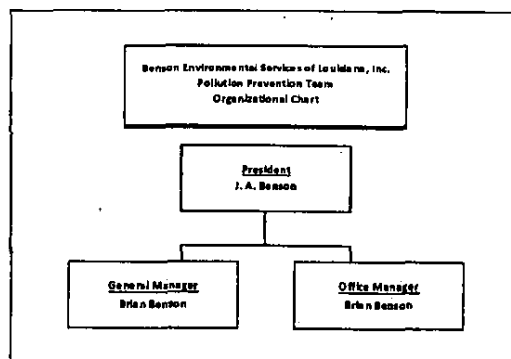 Benson Environmental Services of Louisiana, Inc.
Pollution Prevention Team
Organizational Chart
President
J. A. Benson
General Manager
Brian Benson
Office Manager
Brian Benson